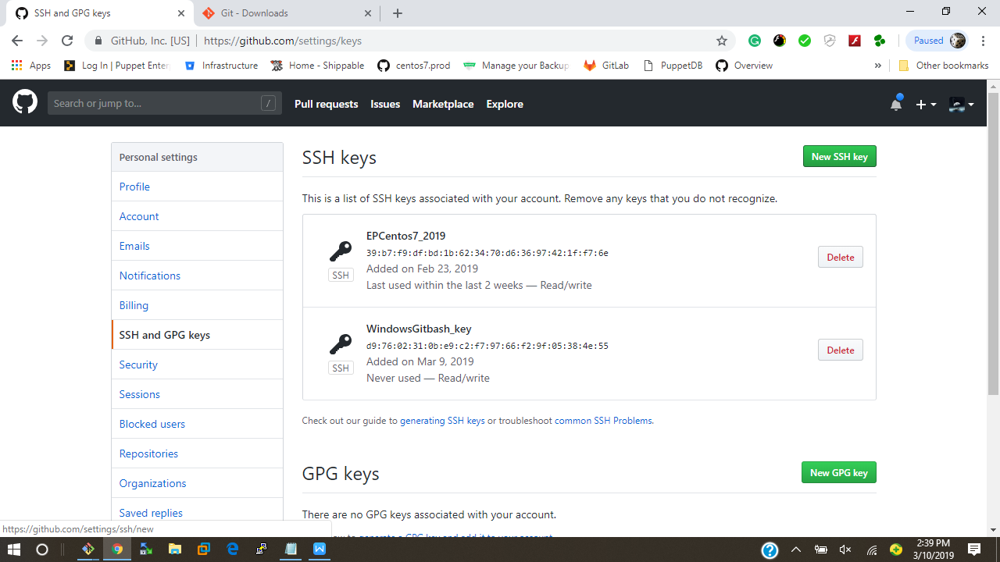 SSH and GPG keys
Git - Downloads
GitHub, Inc. [US]
https://github.com/settings/keys
Paused
Apps
Log In | Puppet Enter
Infrastructure
Home - Shippable
centos7.prod
Manage your Backup
GitLab
PuppetDB
Overview
»
Other bookmarks
Search or jump to...
/
Pull requests
Issues
Marketplace
Explore
Personal settings
Profile
Account
Emails
Notifications
Billing
SSH and GPG keys
Security
Sessions
Blocked users
Repositories
Organizations
Saved replies
SSH keys
New SSH key
This is a list of SSH keys associated with your account. Remove any keys that you do not recognize.
EPCentos7_2019
39:b7:f9:df:bd:1b:62:34:70:d6:36:97:42:1f:f7:6e
SSH
Added on Feb 23, 2019
Last used within the last 2 weeks — Read/write
Delete
WindowsGitbash_key
d9:76:02:31:0b:e9:c2:f7:97:66:f2:9f:05:38:4e:55
SSH
Added on Mar 9, 2019
Never used — Read/write
Delete
Check out our guide to generating SSH keys or troubleshoot common SSH Problems.
GPG keys
New GPG key
There are no GPG keys associated with your account.
to generate a GPG key and add it to your account
https://github.com/settings/ssh/new
2:39 PM
3/10/2019